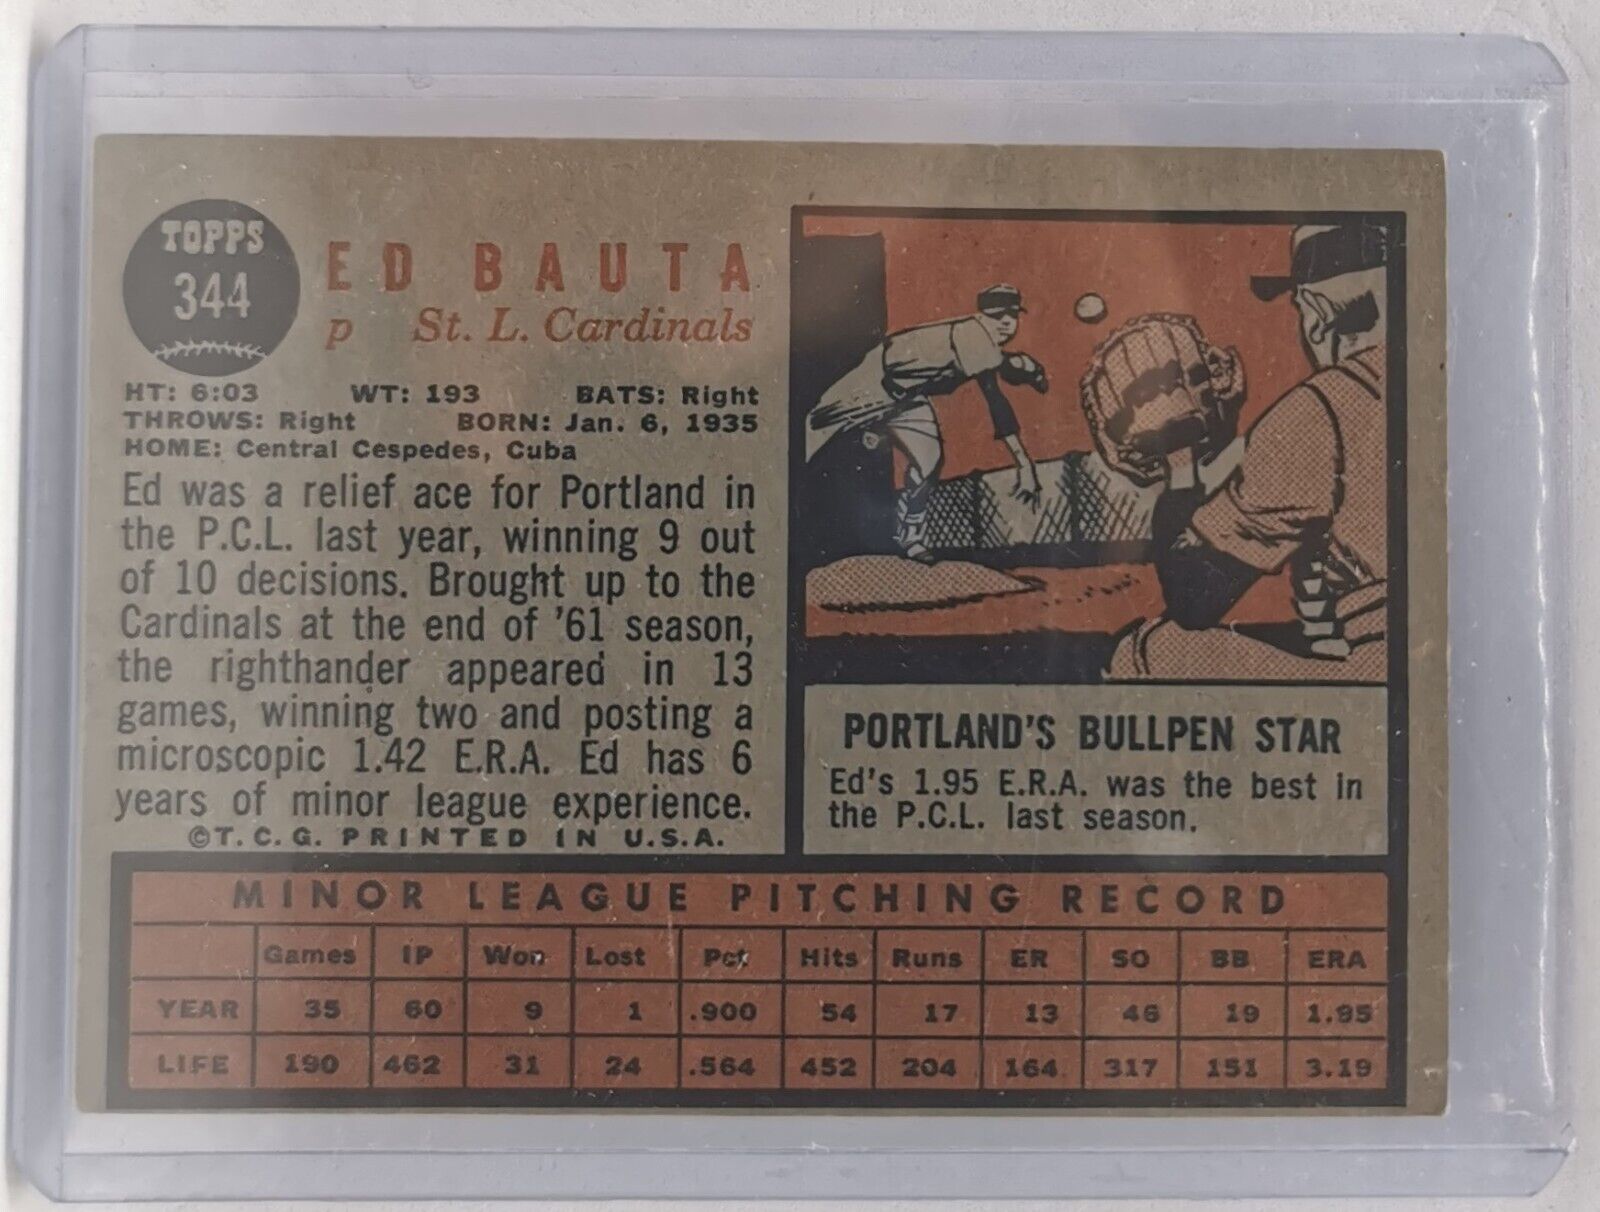 TOPPS
344
ED BAUTA
p St. L. Cardinals
HT: 6:03 WT: 193 BATS: Right
THROWS: Right BORN: Jan. 6, 1935
HOME: Central Cespedes, Cuba
Ed was a relief ace for Portland in
the P.C.L. last year, winning 9 out
of 10 decisions. Brought up to the
Cardinals at the end of '61 season,
the righthander appeared in 13
games, winning two and posting a
microscopic 1.42 E.R.A. Ed has 6
years of minor league experience.
©T.C.G. PRINTED IN U.S.A.
PORTLAND'S BULLPEN STAR
Ed's 1.95 E.R.A. was the best in
the P.C.L. last season.
MINOR LEAGUE PITCHING RECORD
Games IP Won Lost Pct Hits Runs ER SO BB ERA
YEAR 35 60 9 1 .900 54 17 13 46 19 1.95
LIFE 190 462 31 24 .564 452 204 164 317 151 3.19